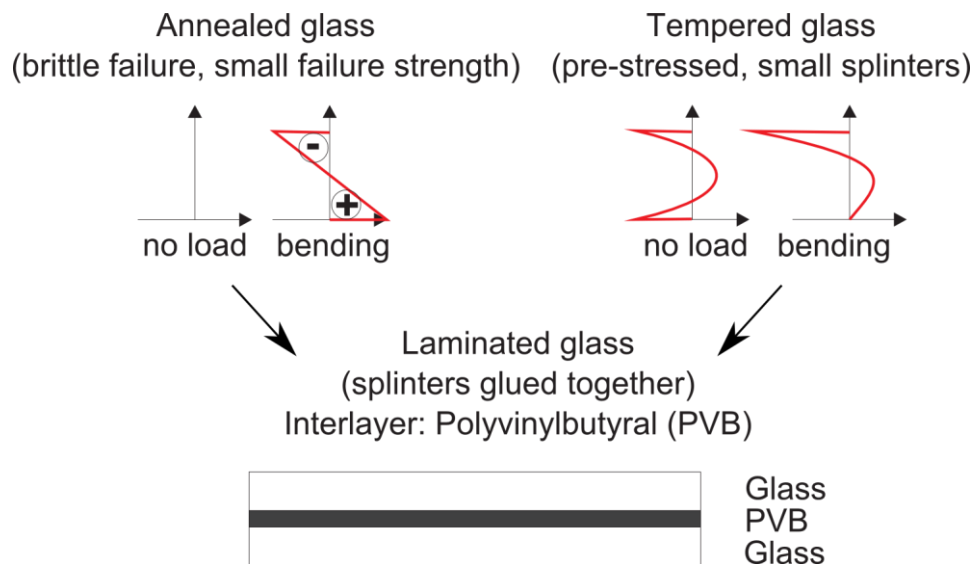 Annealed glass
(brittle failure, small failure strength)
Tempered glass
(pre-stressed, small splinters)
-
+
no load
bending
no load
bending
Laminated glass
(splinters glued together)
Interlayer: Polyvinylbutyral (PVB)
Glass
PVB
Glass